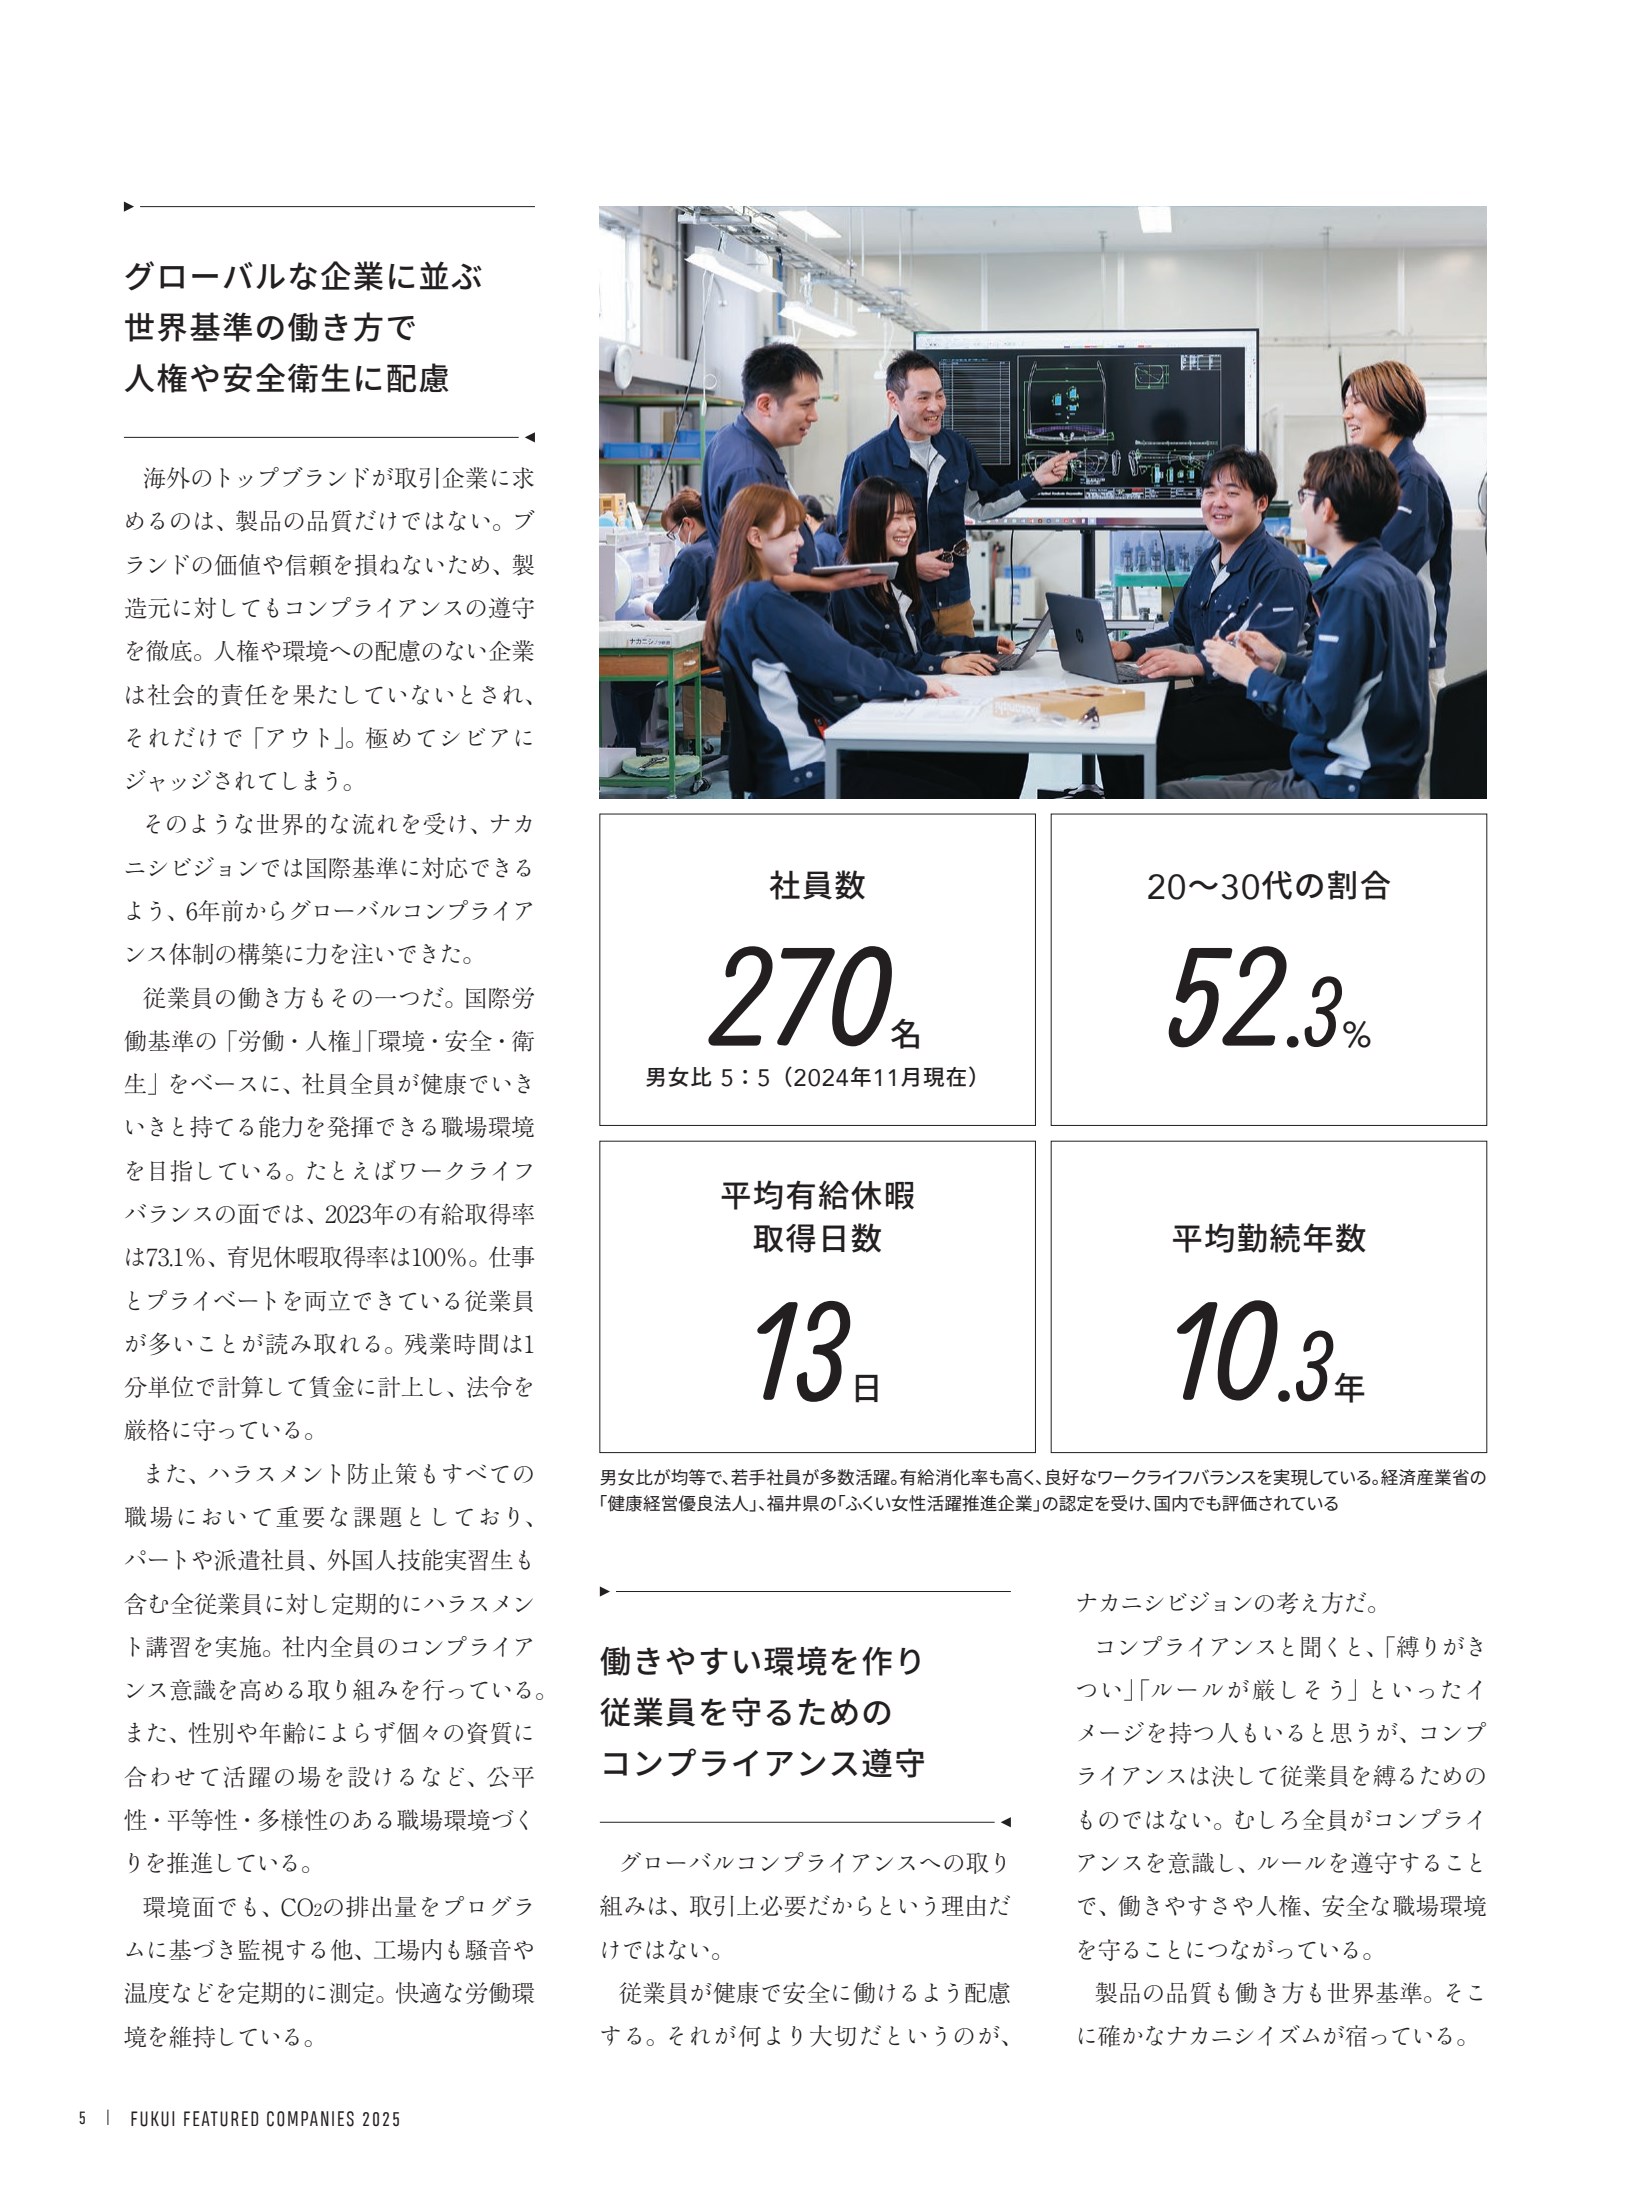 グローバルな企業に並ぶ
世界基準の働き方で
人権や安全衛生に配慮
海外のトップブランドが取引企業に求
めるのは、製品の品質だけではない。ブ
ランドの価値や信頼を損ねないため、製
造元に対してもコンプライアンスの遵守
を徹底。人権や環境への配慮のない企業
は社会的責任を果たしていないとされ、
それだけで「アウト」。極めてシビアに
ジャッジされてしまう。
そのような世界的な流れを受け、ナカ
ニシビジョンでは国際基準に対応できる
よう、6年前からグローバルコンプライア
ンス体制の構築に力を注いできた。
従業員の働き方もその一つだ。国際労
働基準の「労働・人権」「環境・安全・衛
生」をベースに、社員全員が健康でいき
いきと持てる能力を発揮できる職場環境
を目指している。たとえばワークライフ
バランスの面では、2023年の有給取得率
は73.1％、育児休暇取得率は100％。仕事
とプライベートを両立できている従業員
が多いことが読み取れる。残業時間は1
分単位で計算して賃金に計上し、法令を
厳格に守っている。
また、ハラスメント防止策もすべての
職場において重要な課題としており、
パートや派遣社員、外国人技能実習生も
含む全従業員に対し定期的にハラスメン
ト講習を実施。社内全員のコンプライア
ンス意識を高める取り組みを行っている。
また、性別や年齢によらず個々の資質に
合わせて活躍の場を設けるなど、公平
性・平等性・多様性のある職場環境づく
りを推進している。
環境面でも、CO₂の排出量をプログラ
ムに基づき監視する他、工場内も騒音や
温度などを定期的に測定。快適な労働環
境を維持している。
社員数
270名
男女比 5：5（2024年11月現在）
20〜30代の割合
52.3%
平均有給休暇
取得日数
13日
平均勤続年数
10.3年
男女比が均等で、若手社員が多数活躍。有給消化率も高く、良好なワークライフバランスを実現している。経済産業省の
「健康経営優良法人」、福井県の「ふくい女性活躍推進企業」の認定を受け、国内でも評価されている
働きやすい環境を作り
従業員を守るための
コンプライアンス遵守
グローバルコンプライアンスへの取り
組みは、取引上必要だからという理由だ
けではない。
従業員が健康で安全に働けるよう配慮
する。それが何より大切だというのが、
ナカニシビジョンの考え方だ。
コンプライアンスと聞くと、「縛りがき
つい」「ルールが厳しそう」といったイ
メージを持つ人もいると思うが、コンプ
ライアンスは決して従業員を縛るための
ものではない。むしろ全員がコンプライ
アンスを意識し、ルールを遵守すること
で、働きやすさや人権、安全な職場環境
を守ることにつながっている。
製品の品質も働き方も世界基準。そこ
に確かなナカニシイズムが宿っている。
5 | FUKUI FEATURED COMPANIES 2025